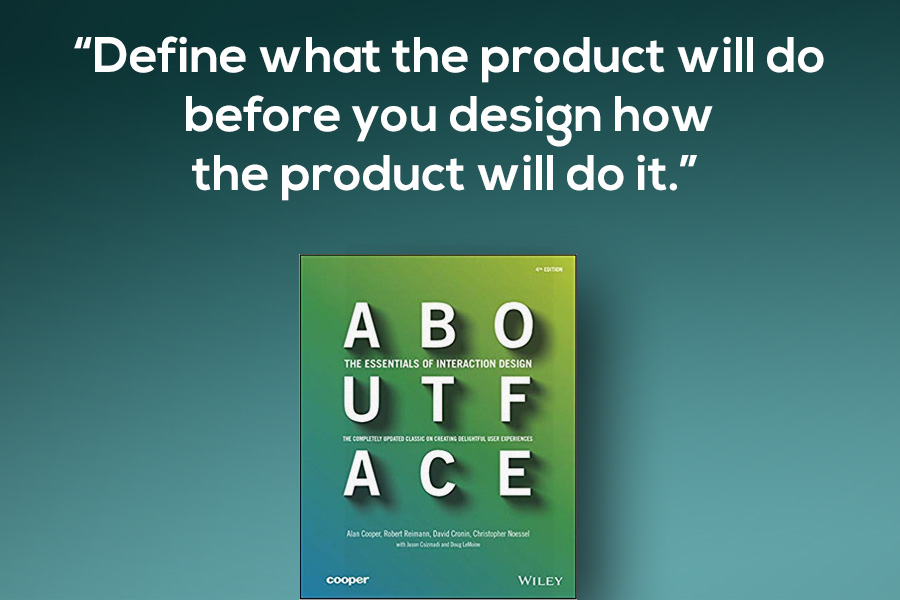 “Define what the product will do
before you design how
the product will do it.”
4TH EDITION
A B O
THE ESSENTIALS OF INTERACTION DESIGN
U T F
THE COMPLETELY UPDATED CLASSIC ON CREATING DELIGHTFUL USER EXPERIENCES
A C E
Alan Cooper, Robert Reimann, David Cronin, Christopher Noessel
with Jason Csizmadi and Doug LeMoine
cooper
WILEY